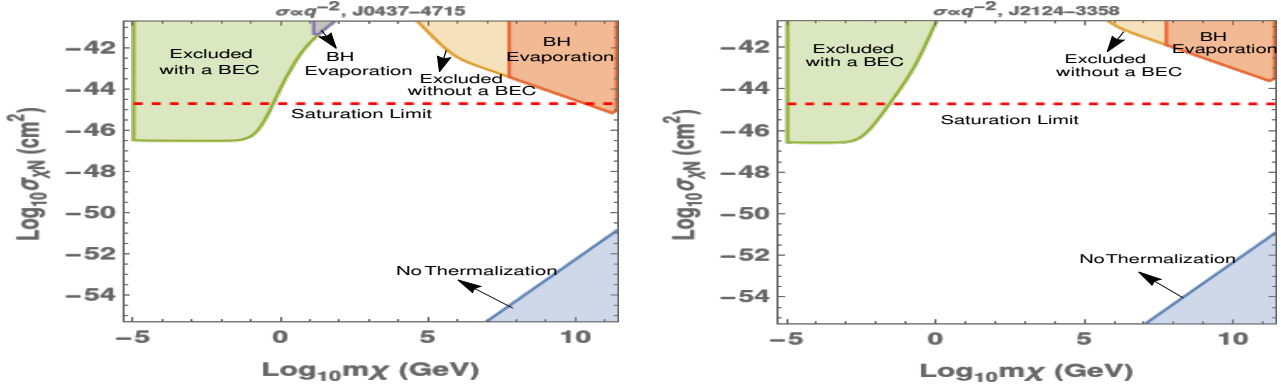 σ∝q⁻², J0437−4715
Excluded
with a BEC
BH
Evaporation
Excluded
without a BEC
BH
Evaporation
Saturation Limit
No Thermalization
−42
−44
−46
−48
−50
−52
−54
Log₁₀σχN (cm²)
−5
0
5
10
Log₁₀mχ (GeV)
σ∝q⁻², J2124−3358
Excluded
with a BEC
Excluded
without a BEC
BH
Evaporation
Saturation Limit
No Thermalization
−42
−44
−46
−48
−50
−52
−54
Log₁₀σχN (cm²)
−5
0
5
10
Log₁₀mχ (GeV)